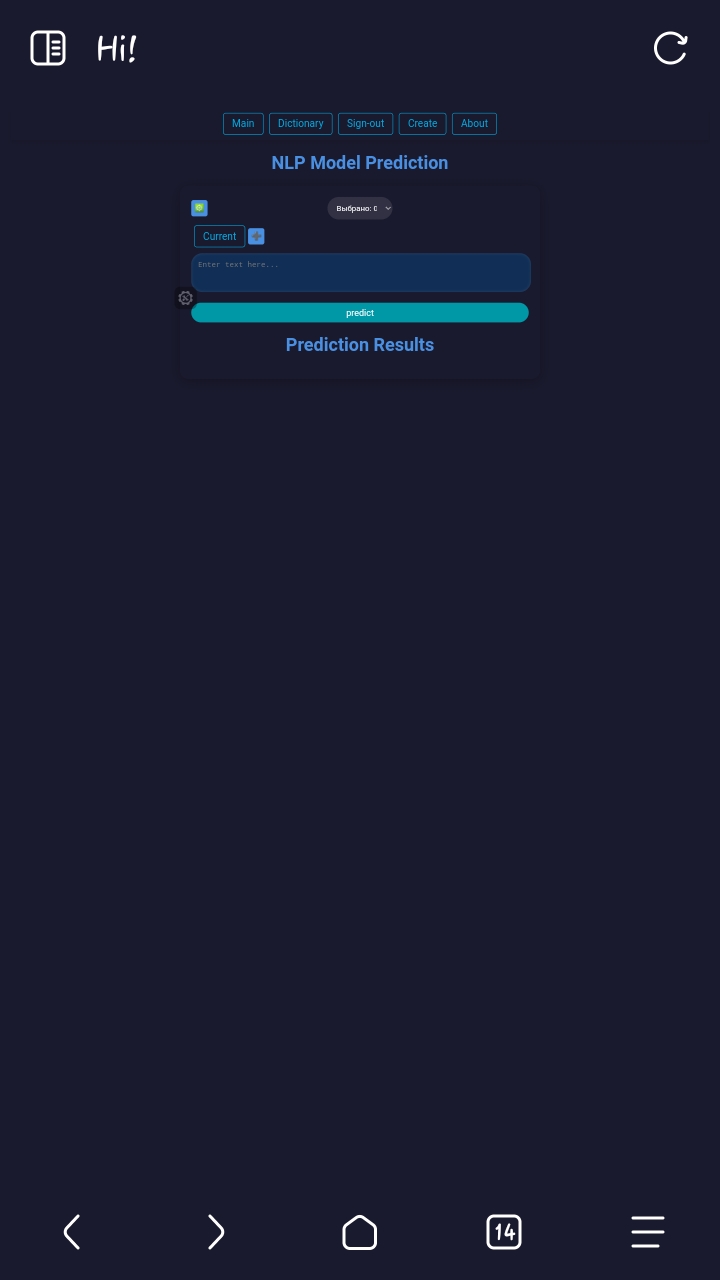 Hi!
Main Dictionary Sign-out Create About
NLP Model Prediction
Выбрано: 0
Current
Enter text here...
predict
Prediction Results
14